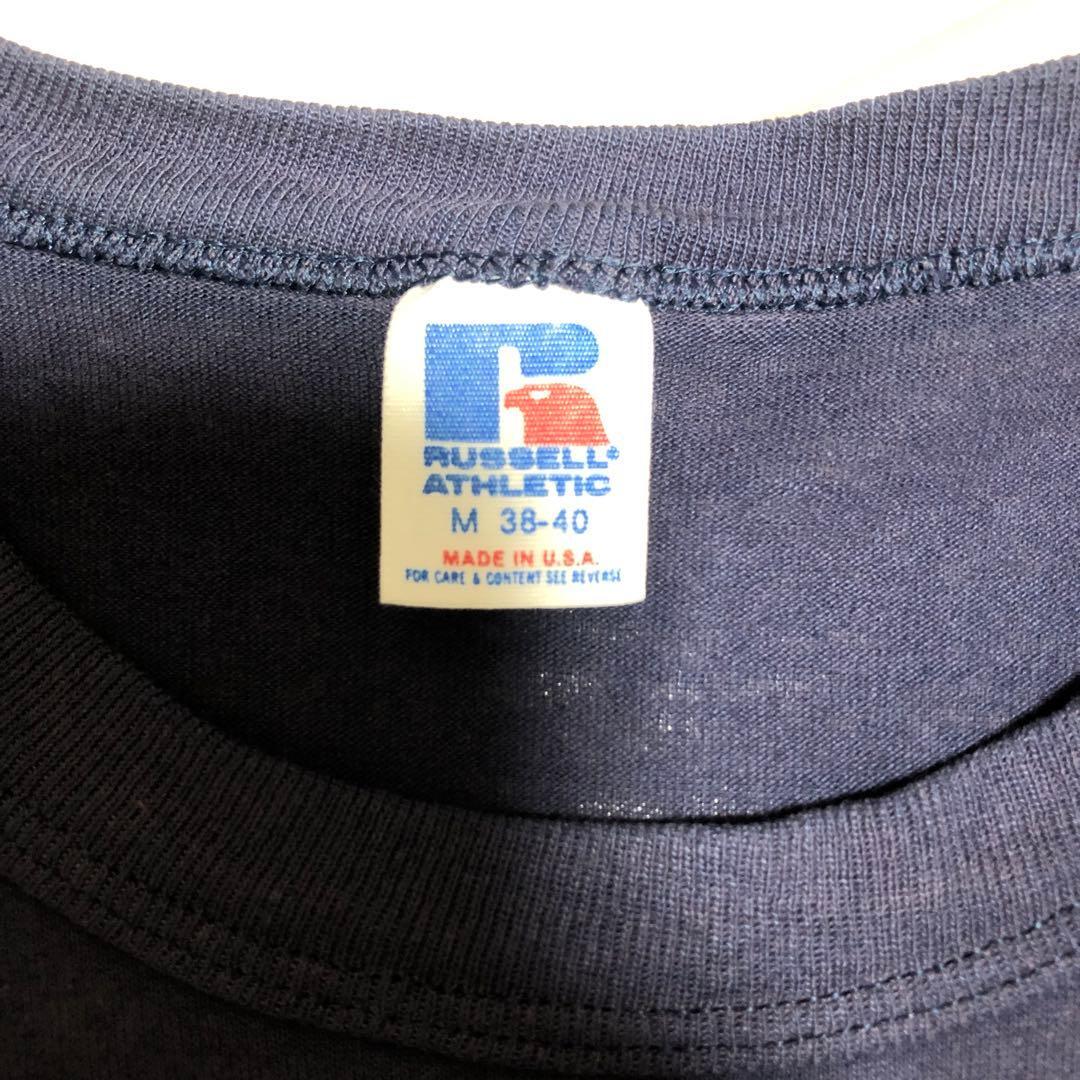 R
RUSSELL®
ATHLETIC
M 38-40
MADE IN U.S.A.
FOR CARE & CONTENT SEE REVERSE